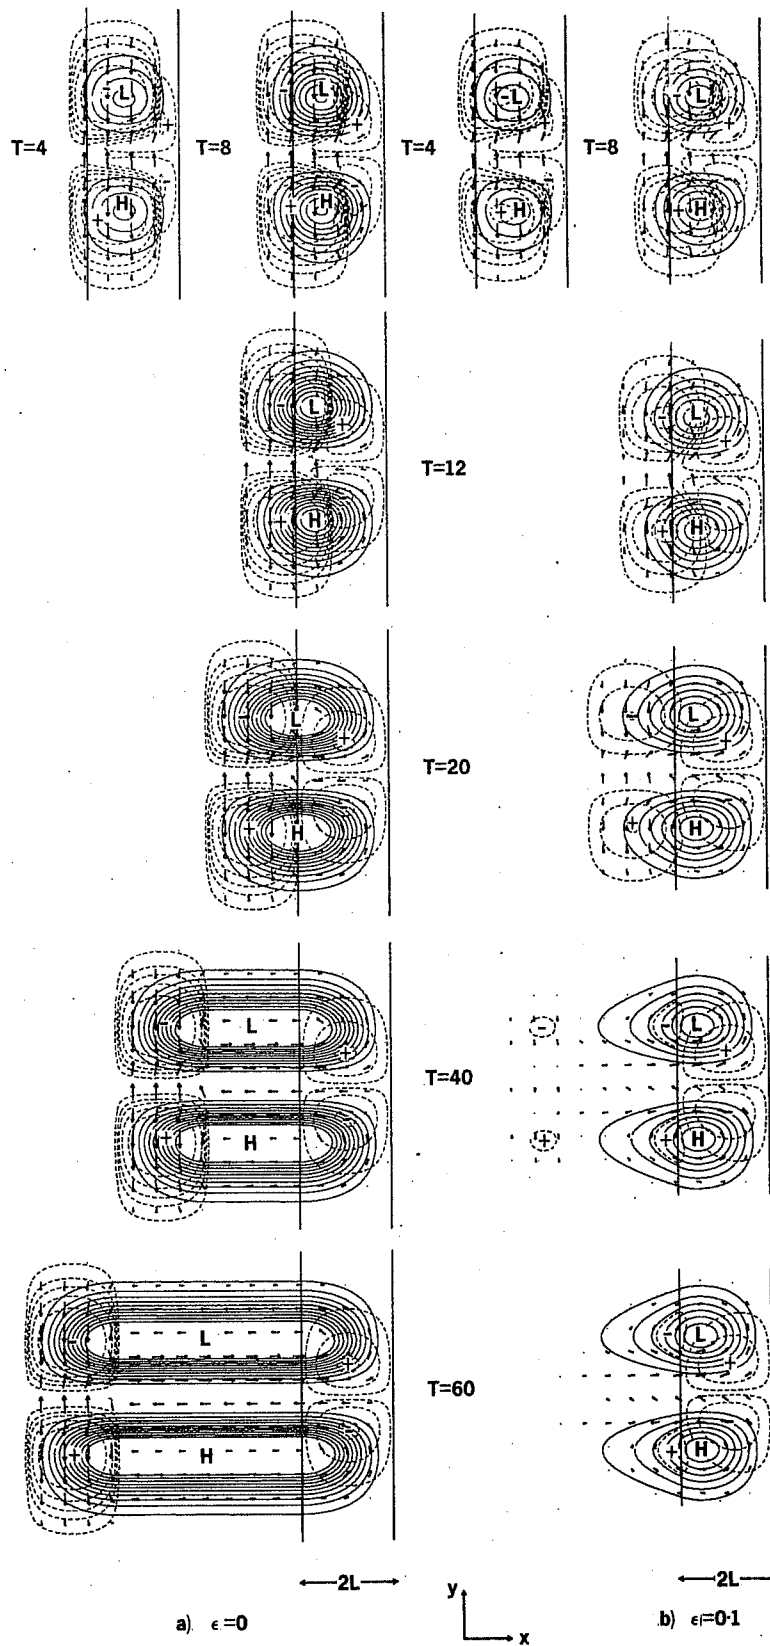 T=4 T=8 T=4 T=8
L L L L
- +
H H H H
+ -
T=12
L L
- + - +
H H
+ +
T=20
L L
- + - +
H H
+ - +
T=40
L - L
- + - +
H + H
+ +
T=60
L L
- + - +
H H
+ - +
2L 2L
y
x
a) ϵ=0 b) ϵ=0·1